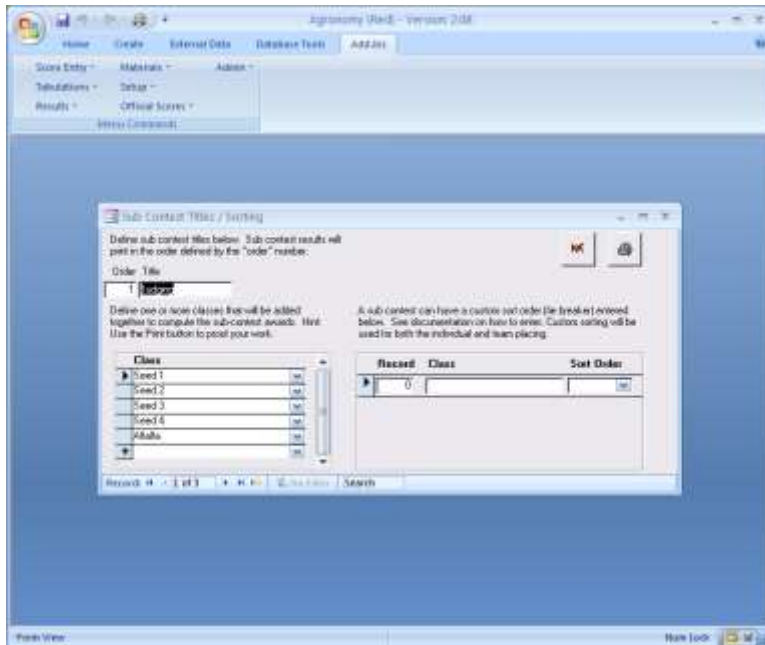 Agronomy (Red) - Version 2.08
Home Create External Data Database Tools Add-Ins
Score Entry Materials Admin
Tabulations Setup
Results Official Scores
Menu Commands
Sub Contest Titles / Sorting
Define sub contest titles below. Sub contest results will
print in the order defined by the "order" number.
Order Title
1 Judging
Define one or more classes that will be added
together to compute the sub-contest awards. Hint
Use the Print button to proof your work.
A sub contest can have a custom sort order (tie breaker) entered
below. See documentation on how to enter. Custom sorting will be
used for both the individual and team placing.
Class
Seed 1
Seed 2
Seed 3
Seed 4
Alfalfa
Record Class Sort Order
0
Record: 1 of 3 No Filter Search
Form View
Num Lock